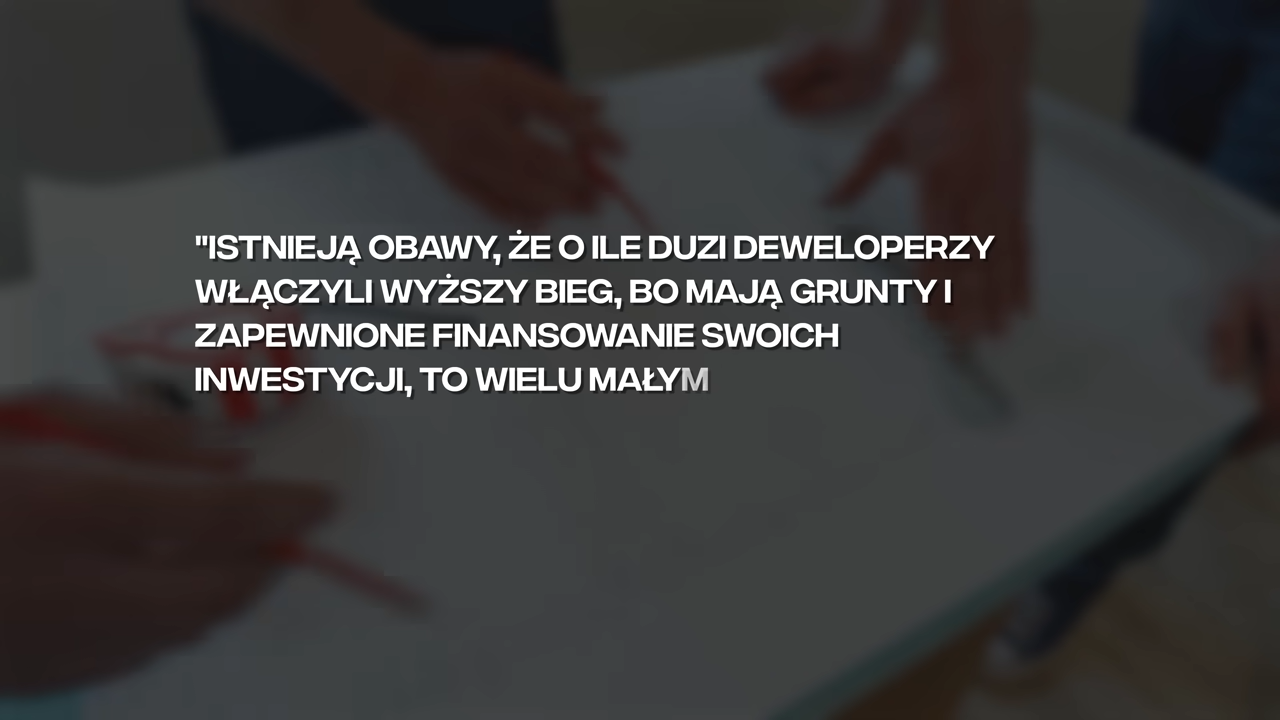 "ISTNIEJĄ OBAWY, ŻE O ILE DUZI DEWELOPERZY
WŁĄCZYLI WYŻSZY BIEG, BO MAJĄ GRUNTY I
ZAPEWNIONE FINANSOWANIE SWOICH
INWESTYCJI, TO WIELU MAŁYM